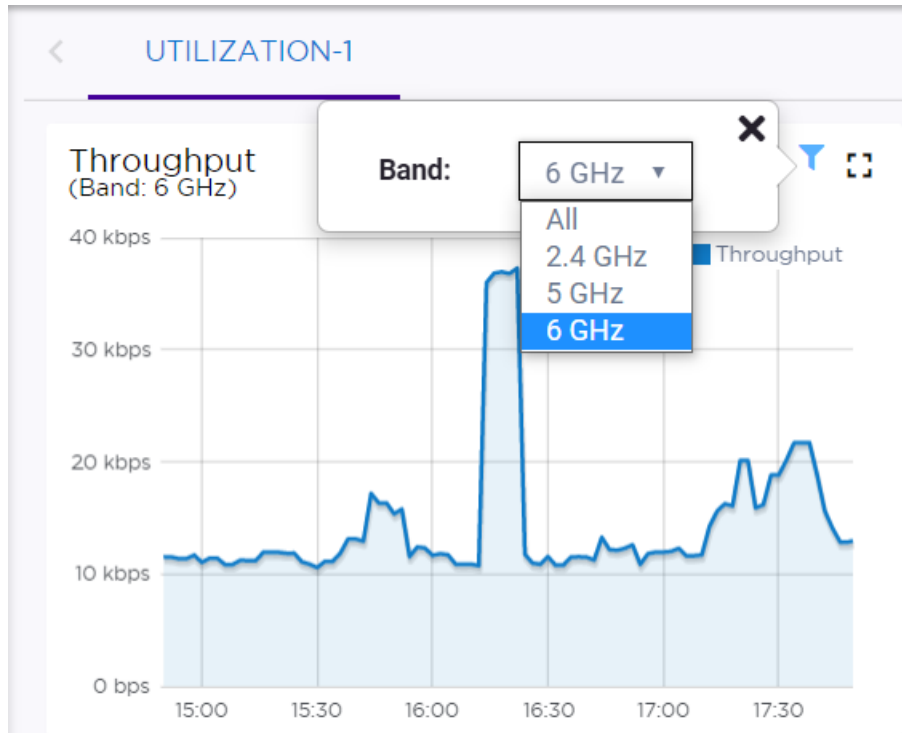 UTILIZATION-1
Throughput
(Band: 6 GHz)
Band:
6 GHz
All
2.4 GHz
5 GHz
6 GHz
Throughput
40 kbps
30 kbps
20 kbps
10 kbps
0 bps
15:00 15:30 16:00 16:30 17:00 17:30